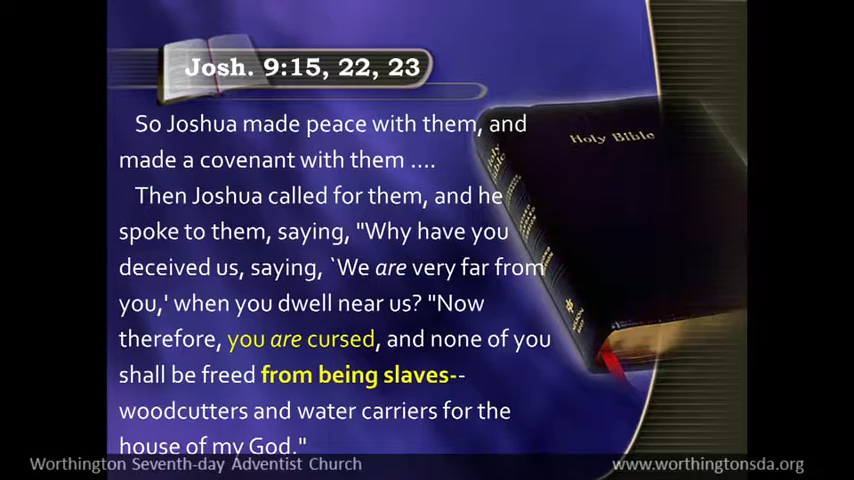 Josh. 9:15, 22, 23
So Joshua made peace with them, and
made a covenant with them ....
Then Joshua called for them, and he
spoke to them, saying, "Why have you
deceived us, saying, `We are very far from
you,' when you dwell near us? "Now
therefore, you are cursed, and none of you
shall be freed from being slaves--
woodcutters and water carriers for the
house of my God."
Holy Bible
Holy Bible
Worthington Seventh-day Adventist Church
www.worthingtonsda.org